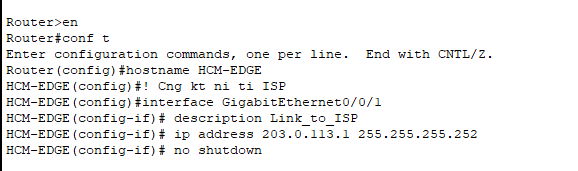 Router>en
Router#conf t
Enter configuration commands, one per line.  End with CNTL/Z.
Router(config)#hostname HCM-EDGE
HCM-EDGE(config)#! Cng kt ni ti ISP
HCM-EDGE(config)#interface GigabitEthernet0/0/1
HCM-EDGE(config-if)# description Link_to_ISP
HCM-EDGE(config-if)# ip address 203.0.113.1 255.255.255.252
HCM-EDGE(config-if)# no shutdown